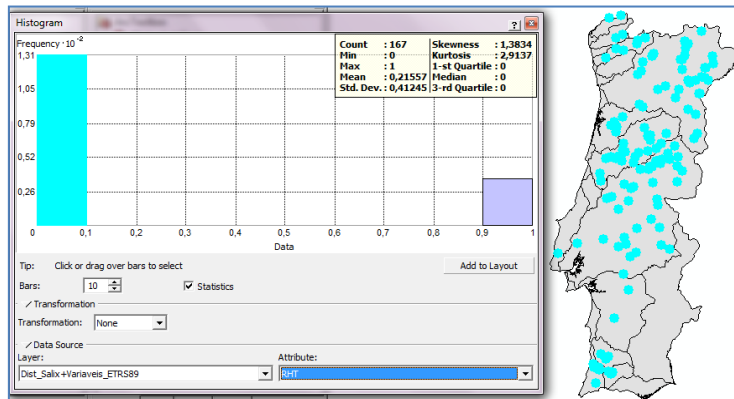 Histogram
Frequency · 10 -2
Count : 167 Skewness : 1,3834
Min : 0 Kurtosis : 2,9137
Max : 1 1-st Quartile : 0
Mean : 0,21557 Median : 0
Std. Dev. : 0,41245 3-rd Quartile : 0
1,31
1,05
0,79
0,52
0,26
0 0,1 0,2 0,3 0,4 0,5 0,6 0,7 0,8 0,9 1
Data
Tip: Click or drag over bars to select
Add to Layout
Bars: 10 Statistics
Transformation
Transformation: None
Data Source
Layer: Attribute:
Dist_Salix+Variaveis_ETRS89 RHT